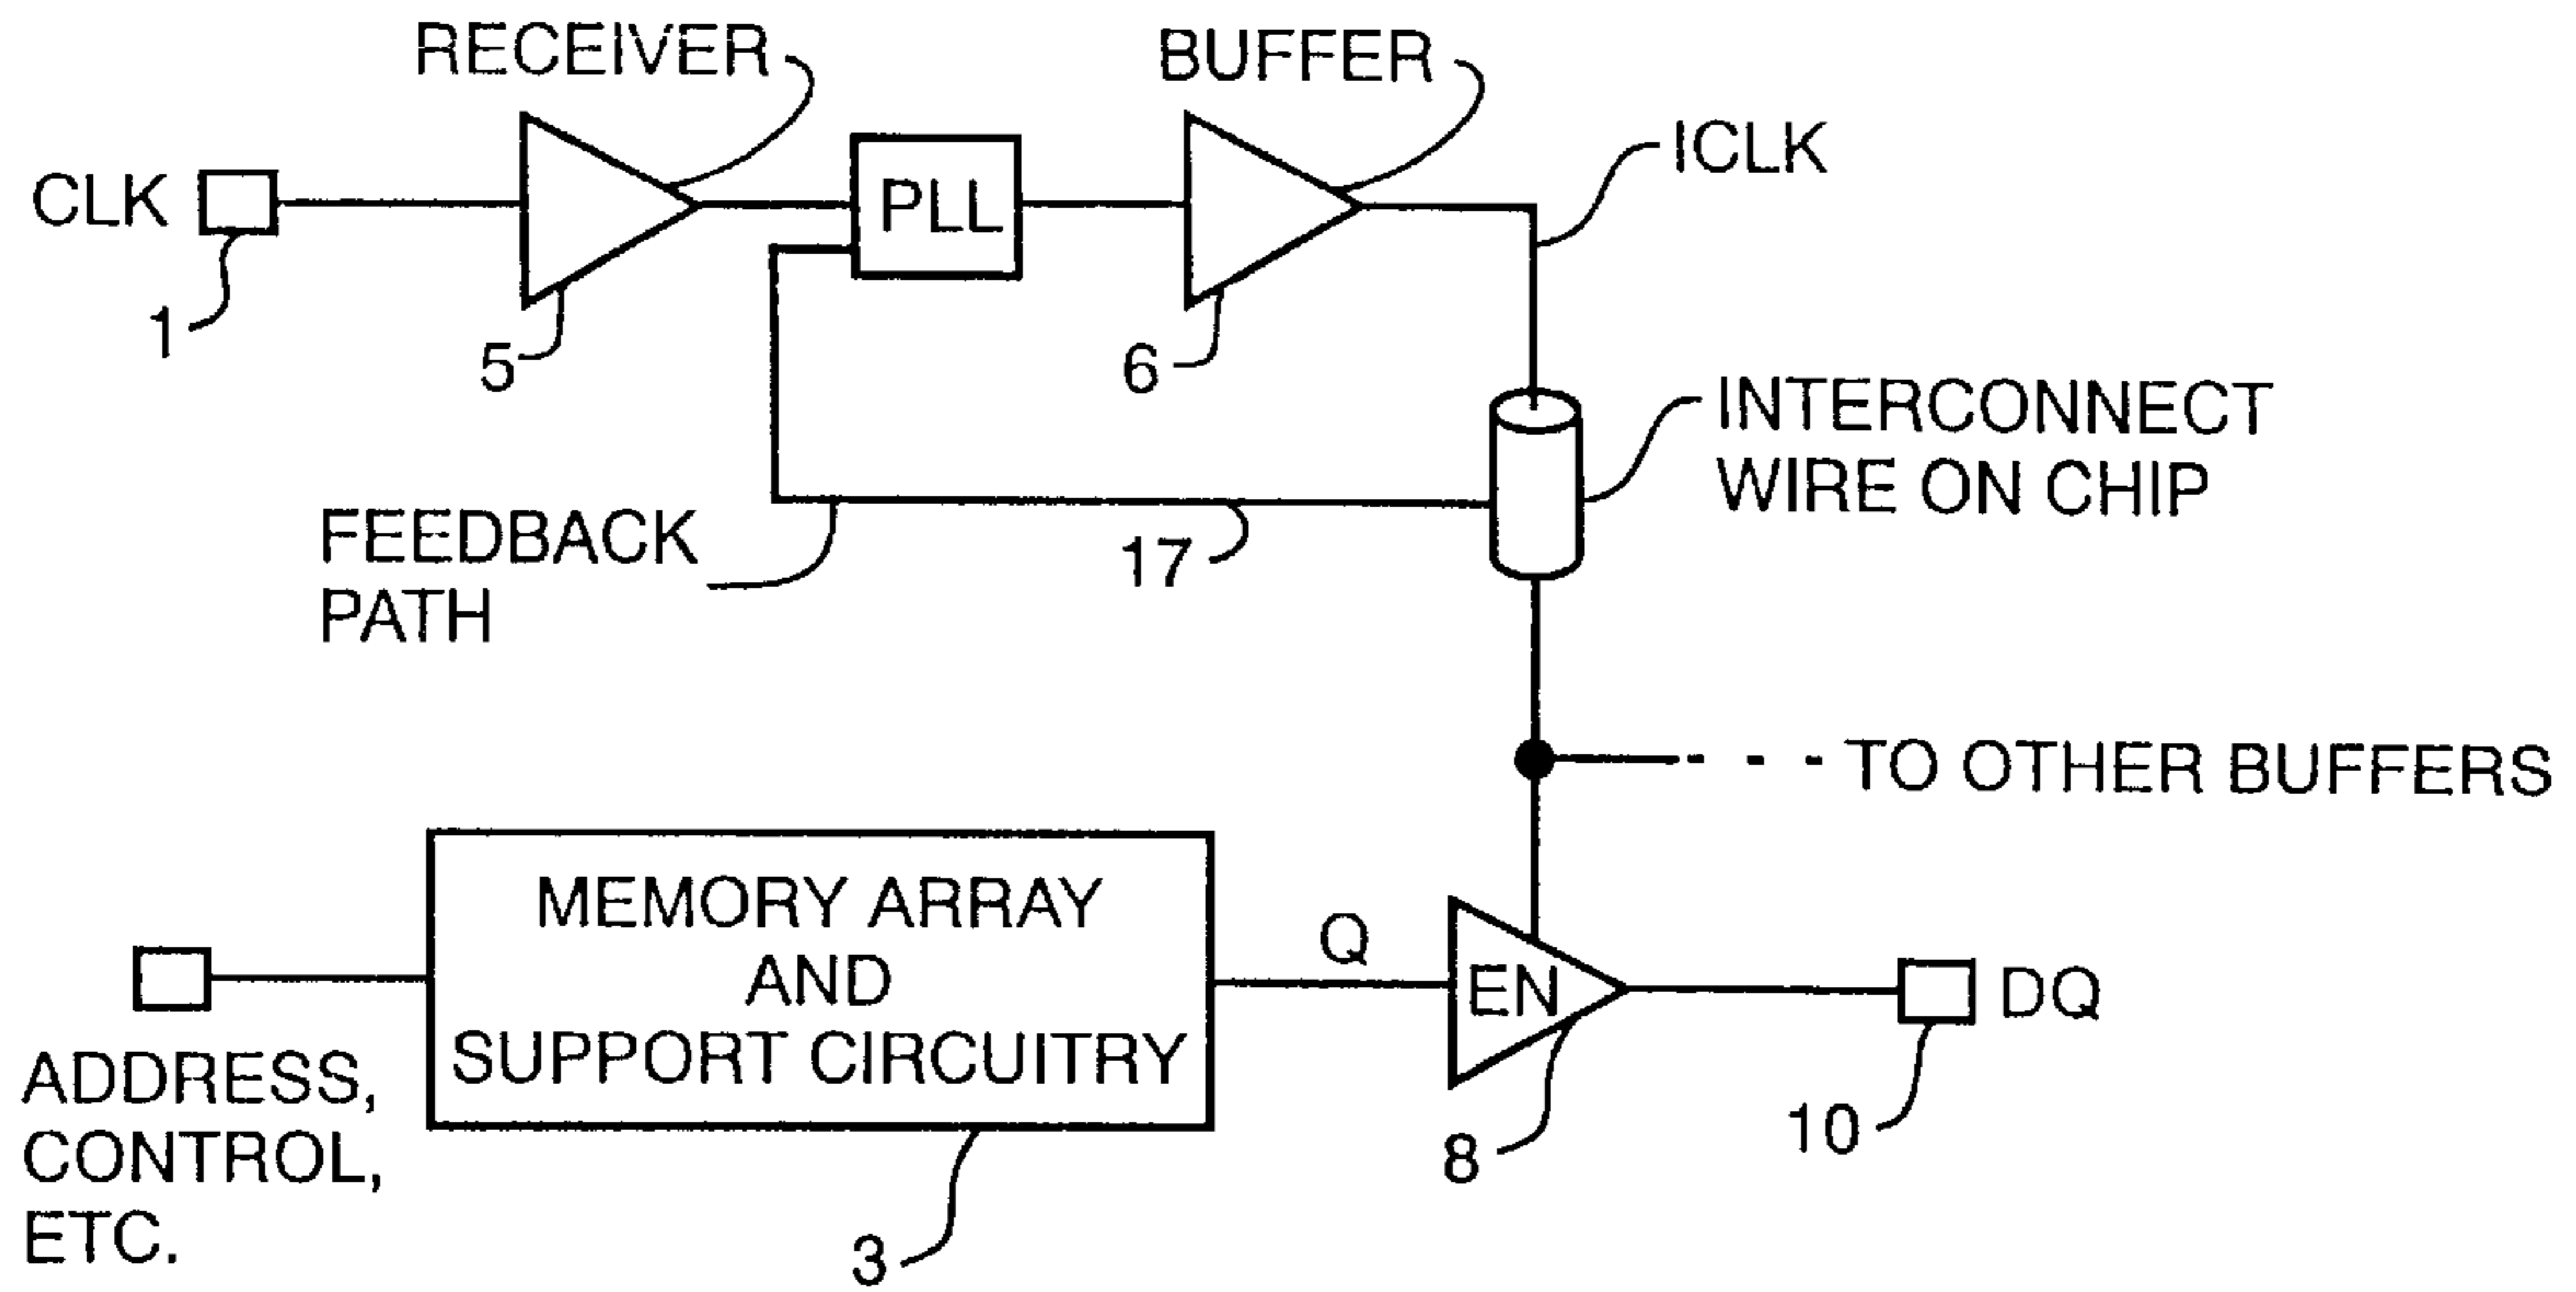 RECEIVER
BUFFER
ICLK
CLK
PLL
1
5
6
INTERCONNECT
WIRE ON CHIP
FEEDBACK
PATH
17
TO OTHER BUFFERS
MEMORY ARRAY
AND
SUPPORT CIRCUITRY
Q
EN
DQ
ADDRESS,
CONTROL,
ETC.
3
8
10